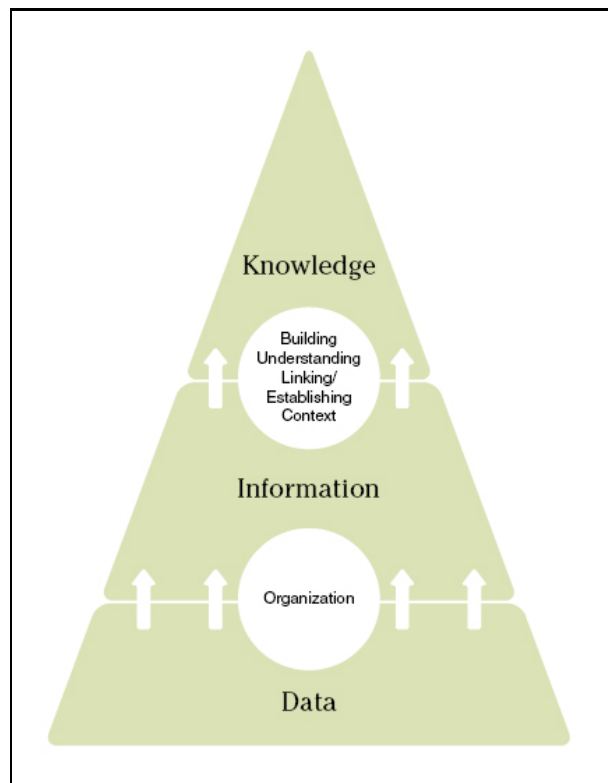 Knowledge
Building
Understanding
Linking/
Establishing
Context
Information
Organization
Data